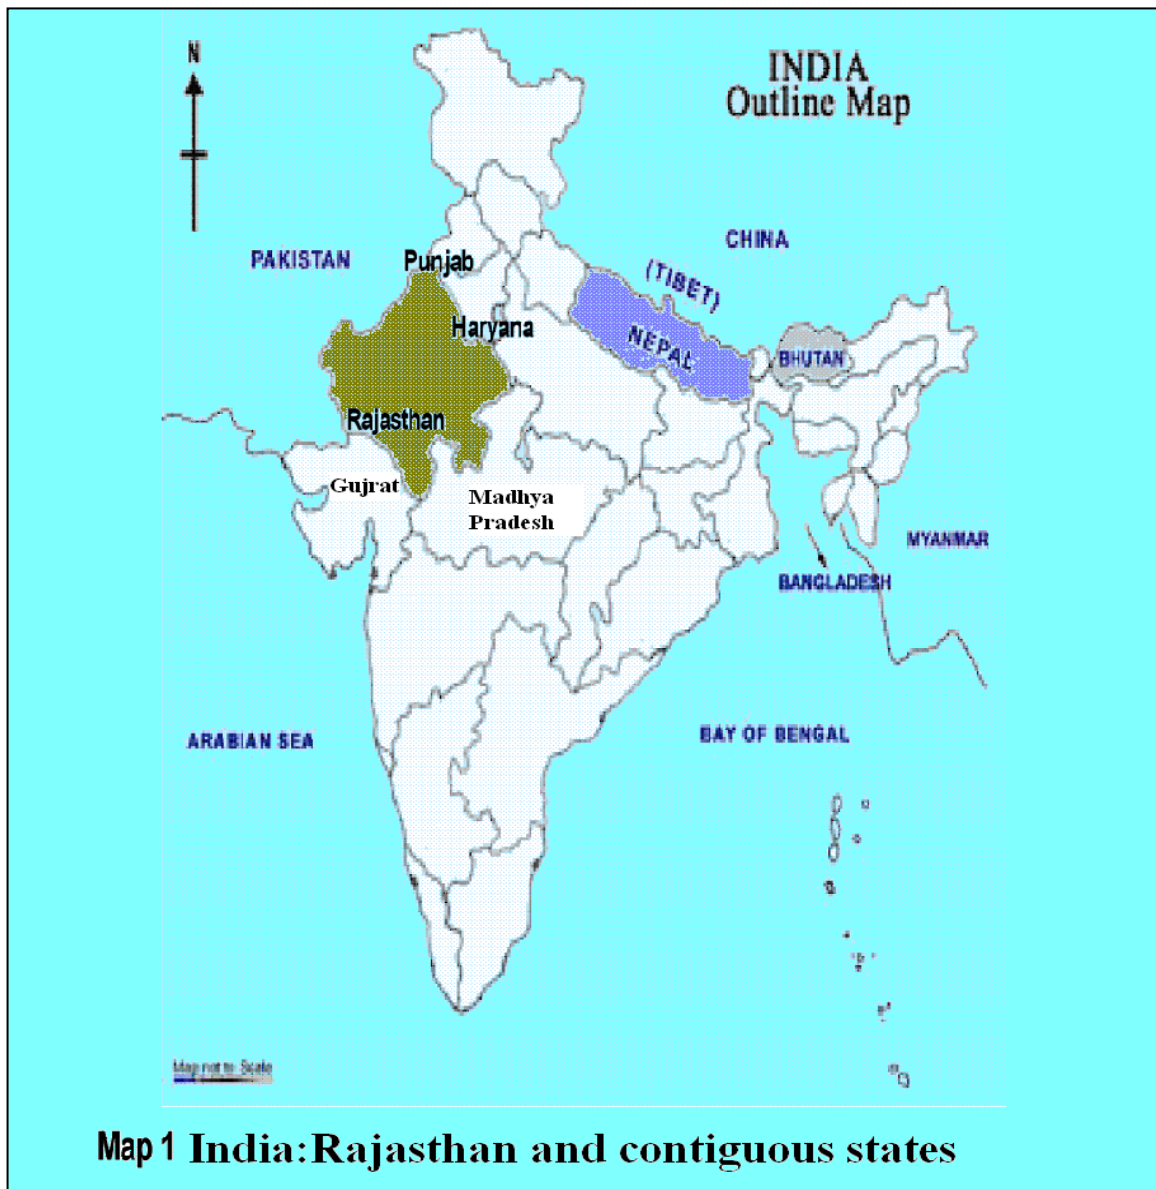 N
INDIA
Outline Map
PAKISTAN
CHINA
(TIBET)
Punjab
Haryana
NEPAL
BHUTAN
Rajasthan
Gujrat
Madhya
Pradesh
MYANMAR
BANGLADESH
ARABIAN SEA
BAY OF BENGAL
Map not to Scale
Map 1 India:Rajasthan and contiguous states